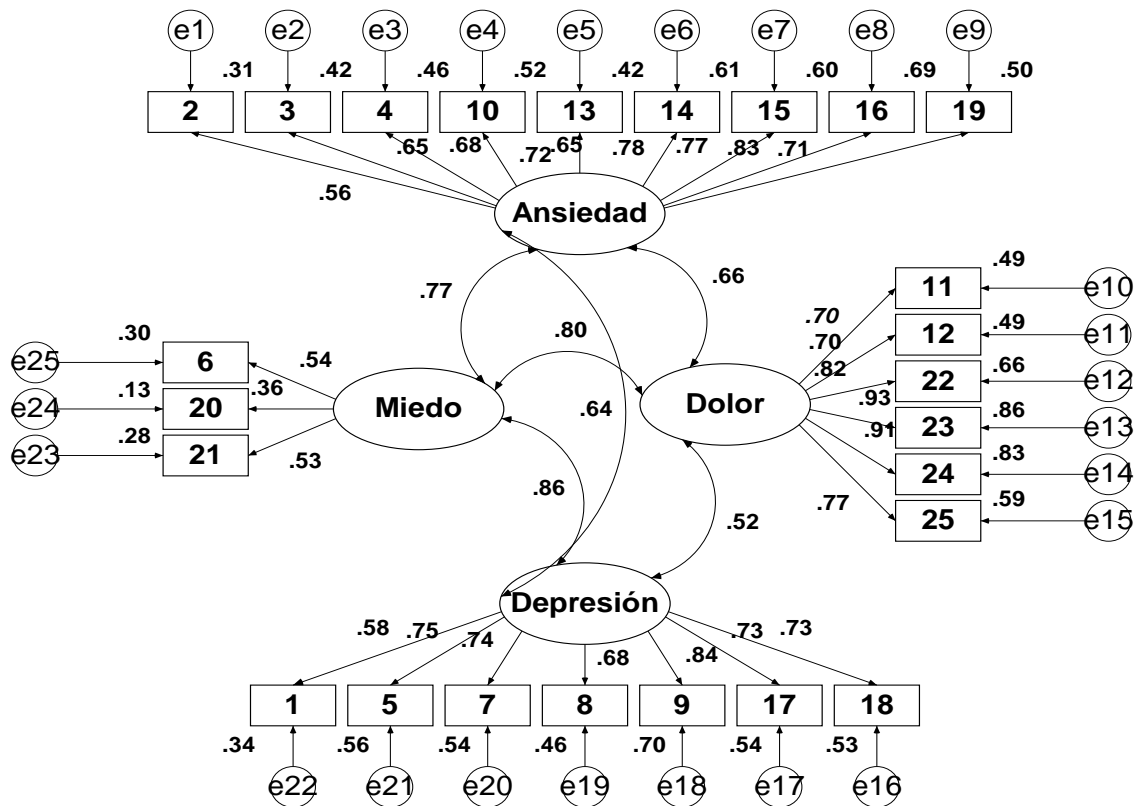 e1 e2 e3 e4 e5 e6 e7 e8 e9
.31 .42 .46 .52 .42 .61 .60 .69 .50
2 3 4 10 13 14 15 16 19
.56 .65 .68 .72 .65 .78 .77 .83 .71
Ansiedad
.77 .66
.80
.64
.49
11 e10
.70
.49
12 e11
.70
.66
22 e12
.82
.86
23 e13
.93
.83
24 e14
.91
.59
25 e15
.77
.30
e25 6 .54
.13
e24 20 .36
.28
e23 21 .53
Miedo
Dolor
.86 .52
Depresión
.58 .75 .74 .68 .84 .73 .73
1 5 7 8 9 17 18
.34 .56 .54 .46 .70 .54 .53
e22 e21 e20 e19 e18 e17 e16